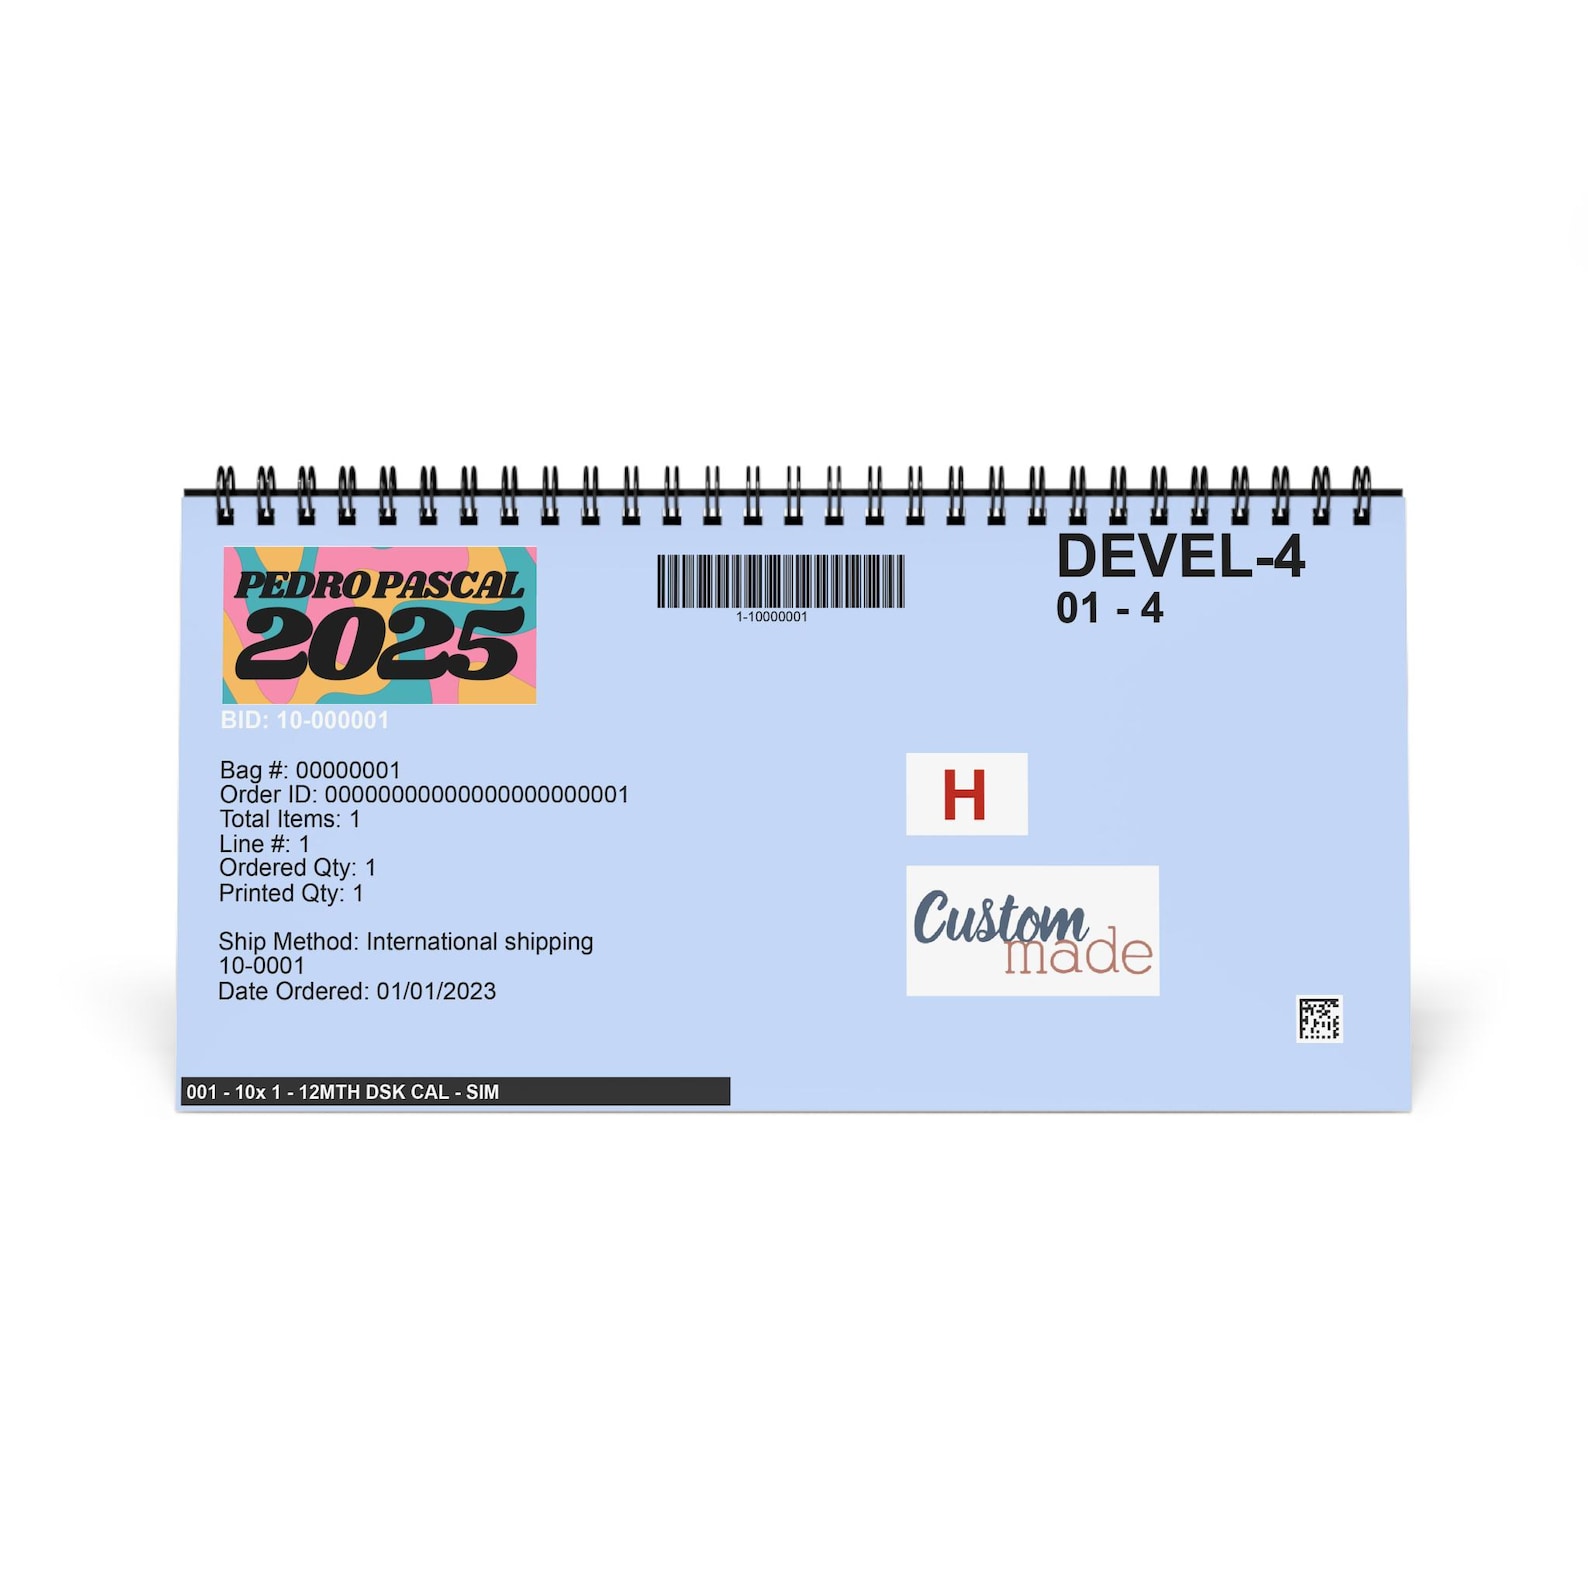 PEDRO PASCAL
2025
BID: 10-000001
1-10000001
DEVEL-4
01 - 4
Bag #: 00000001
Order ID: 00000000000000000000001
Total Items: 1
Line #: 1
Ordered Qty: 1
Printed Qty: 1
Ship Method: International shipping
10-0001
Date Ordered: 01/01/2023
H
Custom
made
001 - 10x 1 - 12MTH DSK CAL - SIM